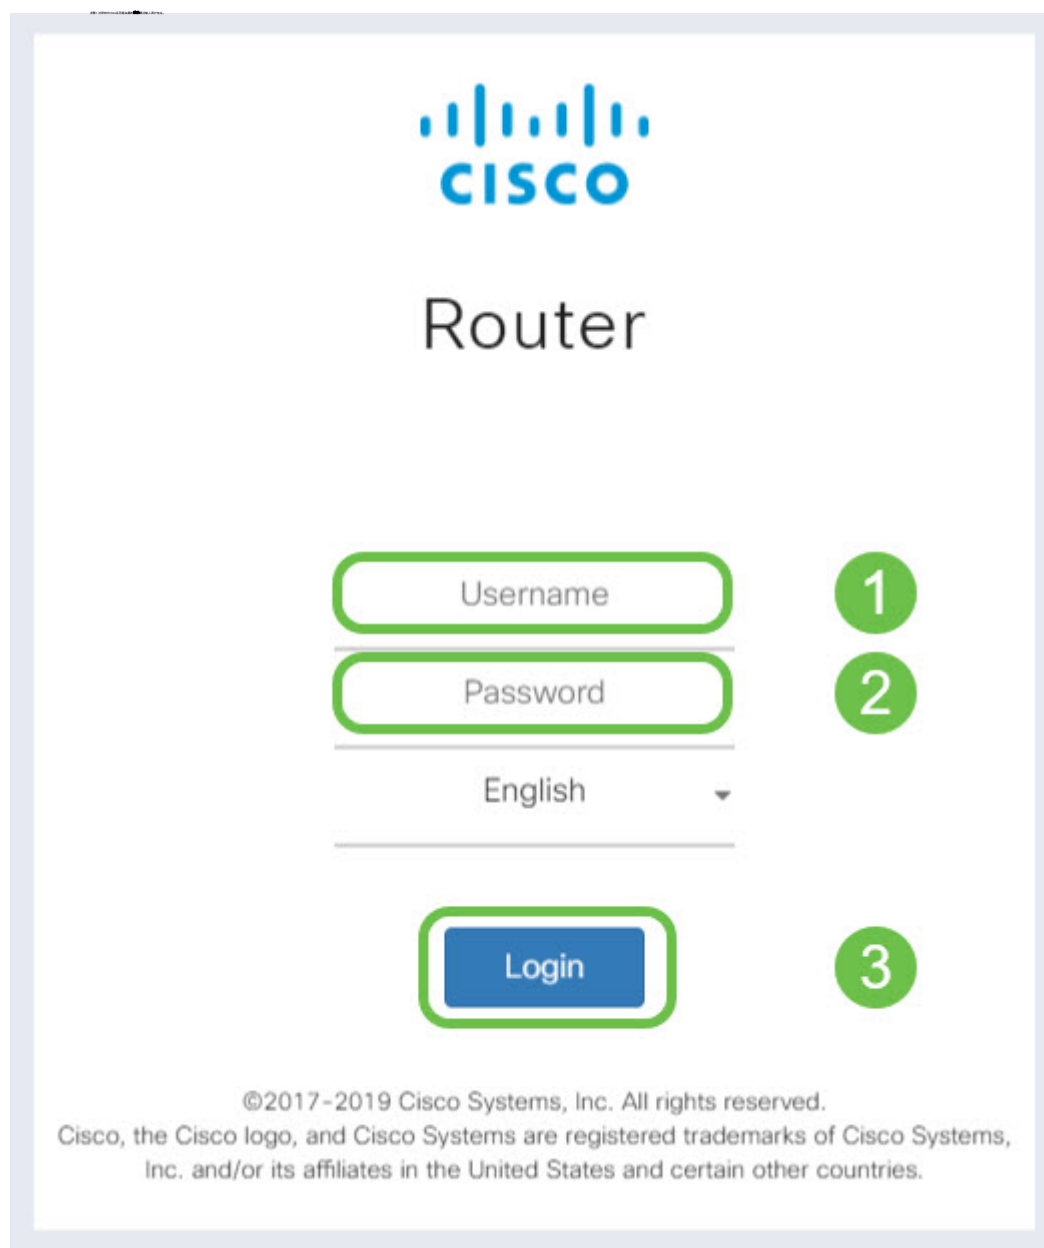 CISCO
Router
Username
1
Password
2
English
Login
3
©2017-2019 Cisco Systems, Inc. All rights reserved.
Cisco, the Cisco logo, and Cisco Systems are registered trademarks of Cisco Systems,
Inc. and/or its affiliates in the United States and certain other countries.